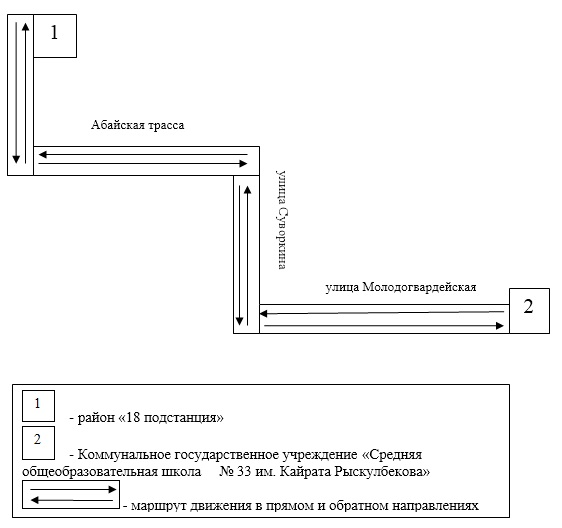 1
Абайская трасса
улица Суворкина
улица Молодогвардейская
2
1
- район «18 подстанция»
2
- Коммунальное государственное учреждение «Средняя
общеобразовательная школа № 33 им. Кайрата Рыскулбекова»
- маршрут движения в прямом и обратном направлениях